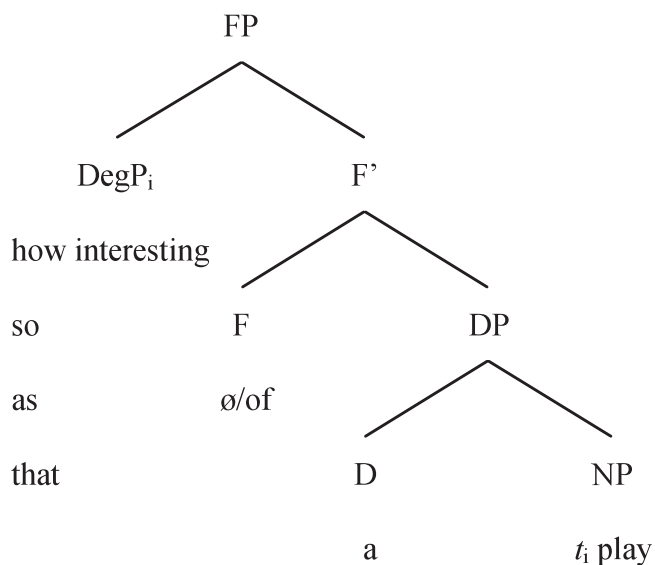 FP
DegPᵢ F’
how interesting
so F DP
as ø/of
that D NP
a tᵢ play